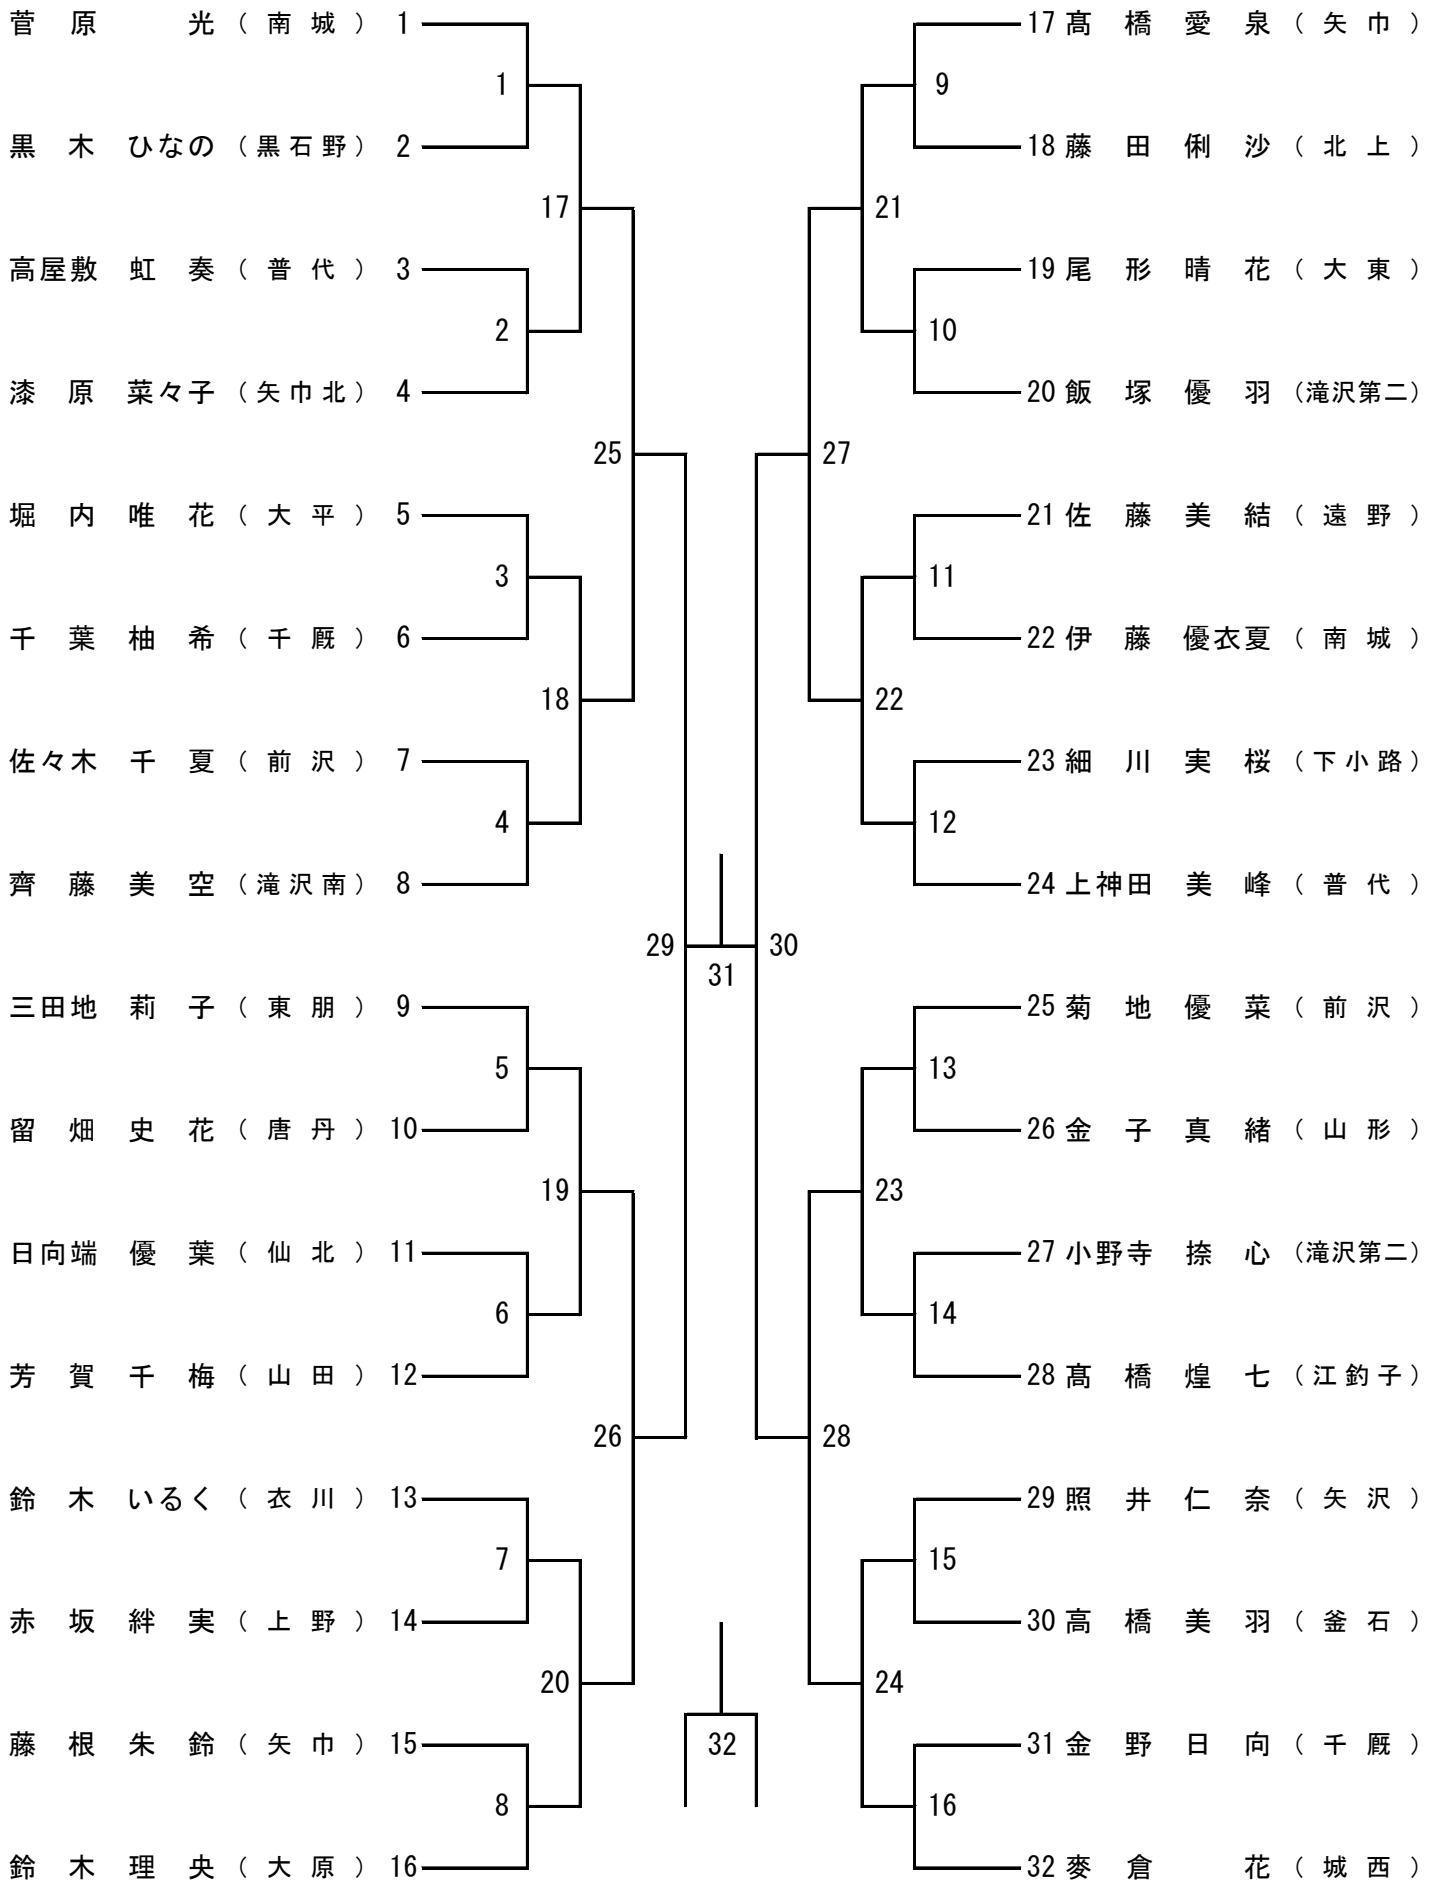 菅原 光 （南城） 1
1
黒木 ひなの （黒石野） 2
17
高屋敷 虹奏 （普代） 3
2
漆原 菜々子 （矢巾北） 4
25
堀内 唯花 （大平） 5
3
千葉 柚希 （千厩） 6
18
佐々木 千夏 （前沢） 7
4
齊藤 美空 （滝沢南） 8
29
三田地 莉子 （東朋） 9
5
留畑 史花 （唐丹） 10
19
日向端 優葉 （仙北） 11
6
芳賀 千梅 （山田） 12
26
鈴木 いるく （衣川） 13
7
赤坂 絆実 （上野） 14
20
藤根 朱鈴 （矢巾） 15
8
鈴木 理央 （大原） 16
31
32
17 髙橋 愛泉 （矢巾）
9
18 藤田 俐沙 （北上）
21
19 尾形 晴花 （大東）
10
20 飯塚 優羽 （滝沢第二）
27
21 佐藤 美結 （遠野）
11
22 伊藤 優衣夏 （南城）
22
23 細川 実桜 （下小路）
12
24 上神田 美峰 （普代）
30
25 菊地 優菜 （前沢）
13
26 金子 真緒 （山形）
23
27 小野寺 捺心 （滝沢第二）
14
28 髙橋 煌七 （江釣子）
28
29 照井 仁奈 （矢沢）
15
30 高橋 美羽 （釜石）
24
31 金野 日向 （千厩）
16
32 麥倉 花 （城西）